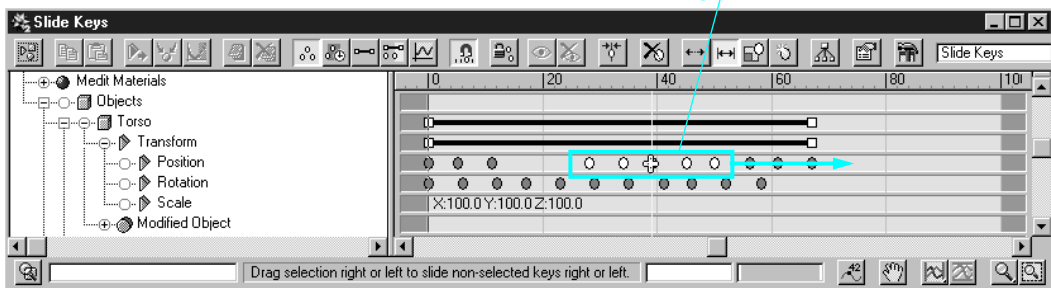 Slide Keys
Slide Keys
Medit Materials
Objects
Torso
Transform
Position
Rotation
Scale
Modified Object
0 20 40 60 80 10
X:100.0 Y:100.0 Z:100.0
Drag selection right or left to slide non-selected keys right or left.
42